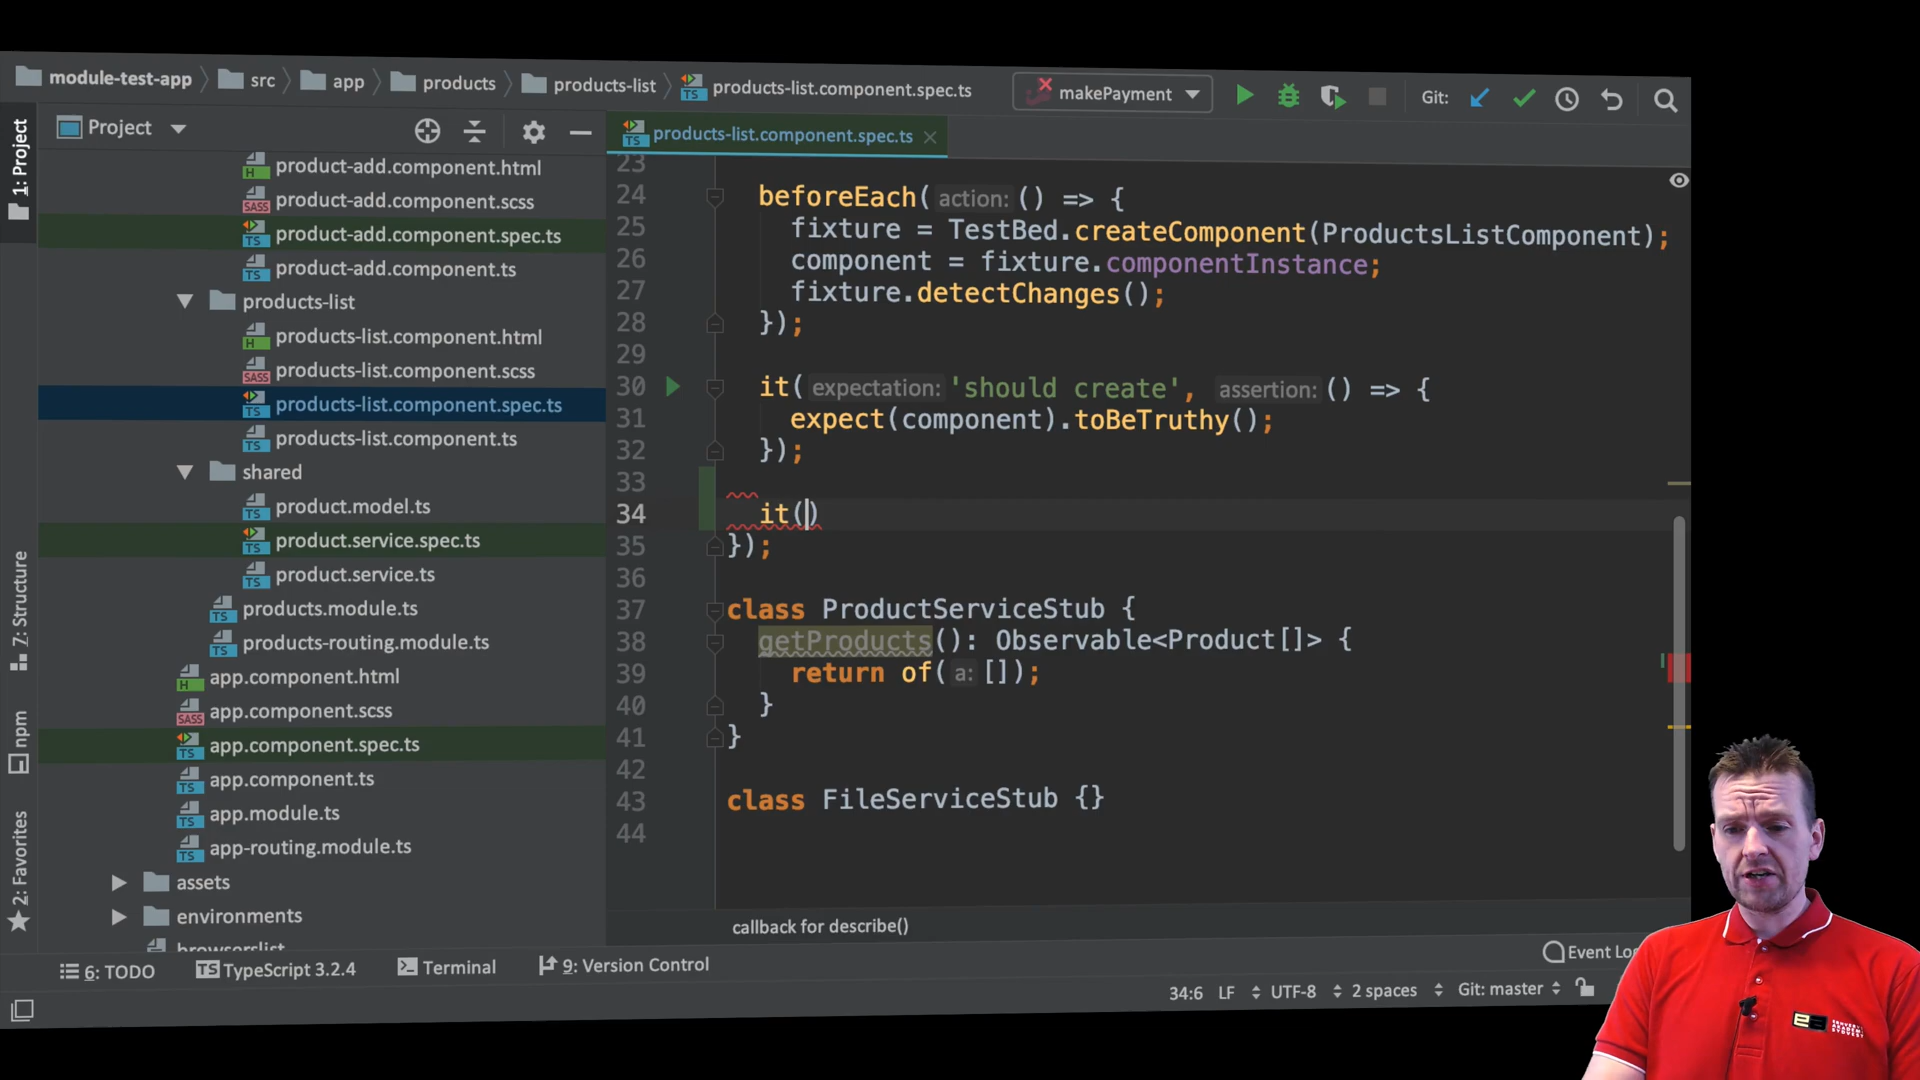 module-test-app
src
app
products
products-list
products-list.component.spec.ts
makePayment
Git:
1: Project
Project
products-list.component.spec.ts
product-add.component.html
product-add.component.scss
product-add.component.spec.ts
product-add.component.ts
products-list
products-list.component.html
products-list.component.scss
products-list.component.spec.ts
products-list.component.ts
shared
product.model.ts
product.service.spec.ts
product.service.ts
products.module.ts
products-routing.module.ts
app.component.html
app.component.scss
app.component.spec.ts
app.component.ts
app.module.ts
app-routing.module.ts
assets
environments
browserslist
7: Structure
npm
2: Favorites
23
24 beforeEach( action: () => {
25 fixture = TestBed.createComponent(ProductsListComponent);
26 component = fixture.componentInstance;
27 fixture.detectChanges();
28 });
29
30 it( expectation: 'should create', assertion: () => {
31 expect(component).toBeTruthy();
32 });
33
34 it()
35 });
36
37 class ProductServiceStub {
38 getProducts(): Observable<Product[]> {
39 return of( a: []);
40 }
41 }
42
43 class FileServiceStub {}
44
callback for describe()
6: TODO
TypeScript 3.2.4
Terminal
9: Version Control
Event Lo
34:6 LF UTF-8 2 spaces Git: master